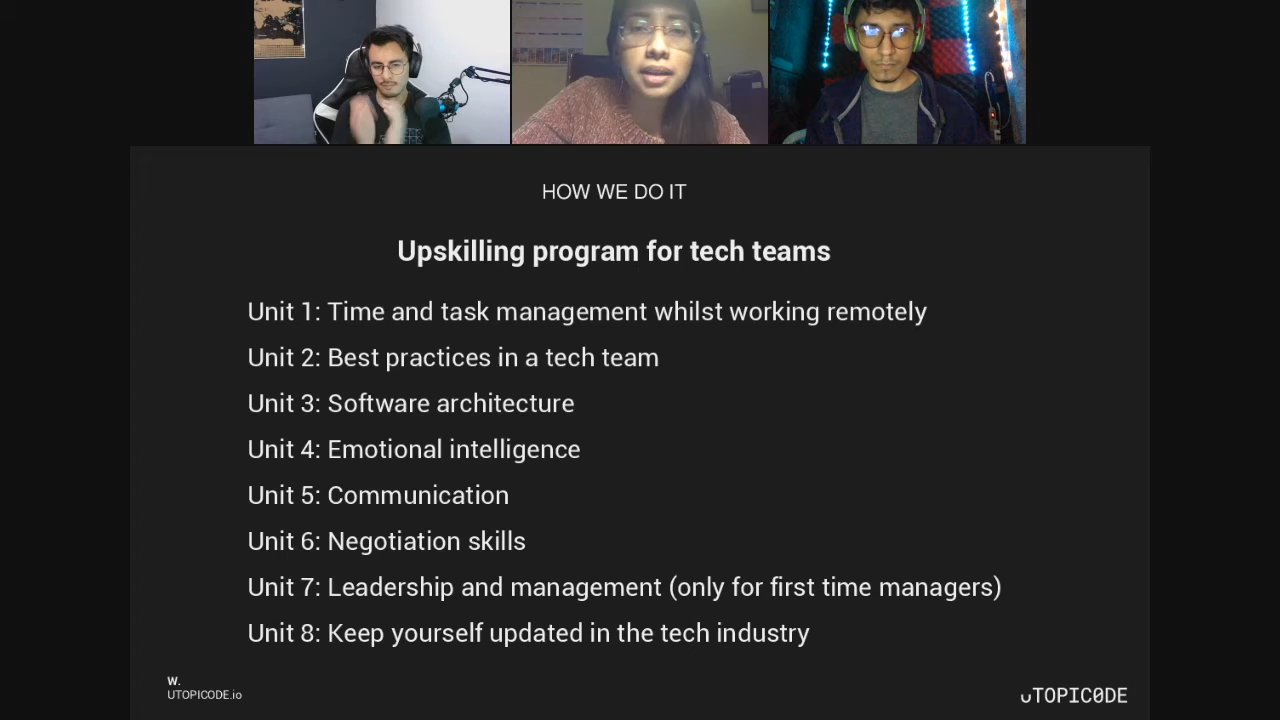 HOW WE DO IT
Upskilling program for tech teams
Unit 1: Time and task management whilst working remotely
Unit 2: Best practices in a tech team
Unit 3: Software architecture
Unit 4: Emotional intelligence
Unit 5: Communication
Unit 6: Negotiation skills
Unit 7: Leadership and management (only for first time managers)
Unit 8: Keep yourself updated in the tech industry
W.
UTOPICODE.io
uTOPIC0DE